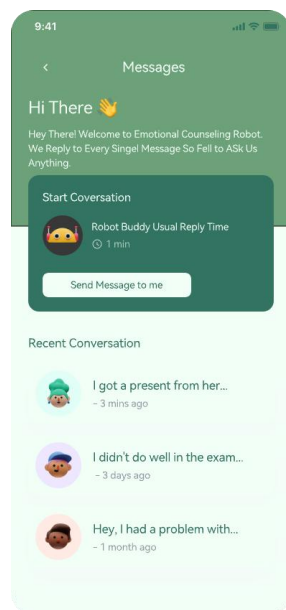 9:41
Messages
Hi There 👋
Hey There! Welcome to Emotional Counseling Robot.
We Reply to Every Singel Message So Fell to ASk Us
Anything.
Start Coversation
Robot Buddy Usual Reply Time
1 min
Send Message to me
Recent Conversation
I got a present from her...
- 3 mins ago
I didn't do well in the exam...
- 3 days ago
Hey, I had a problem with...
- 1 month ago